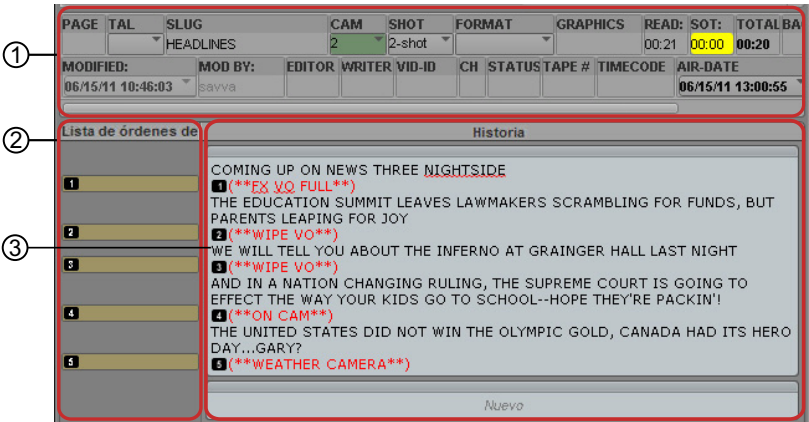 PAGE TAL SLUG CAM SHOT FORMAT GRAPHICS READ: SOT: TOTAL BA
HEADLINES 2 2-shot 00:21 00:00 00:20
MODIFIED: MOD BY: EDITOR WRITER VID-ID CH STATUS TAPE # TIMECODE AIR-DATE
06/15/11 10:46:03 savva 06/15/11 13:00:55
1
2
Lista de órdenes de Historia
COMING UP ON NEWS THREE NIGHTSIDE
1 1(**FX VO FULL**)
THE EDUCATION SUMMIT LEAVES LAWMAKERS SCRAMBLING FOR FUNDS, BUT
PARENTS LEAPING FOR JOY
2 2(**WIPE VO**)
3
WE WILL TELL YOU ABOUT THE INFERNO AT GRAINGER HALL LAST NIGHT
3 3(**WIPE VO**)
AND IN A NATION CHANGING RULING, THE SUPREME COURT IS GOING TO
EFFECT THE WAY YOUR KIDS GO TO SCHOOL--HOPE THEY'RE PACKIN'!
4 4(**ON CAM**)
THE UNITED STATES DID NOT WIN THE OLYMPIC GOLD, CANADA HAD ITS HERO
DAY...GARY?
5 5(**WEATHER CAMERA**)
Nuevo